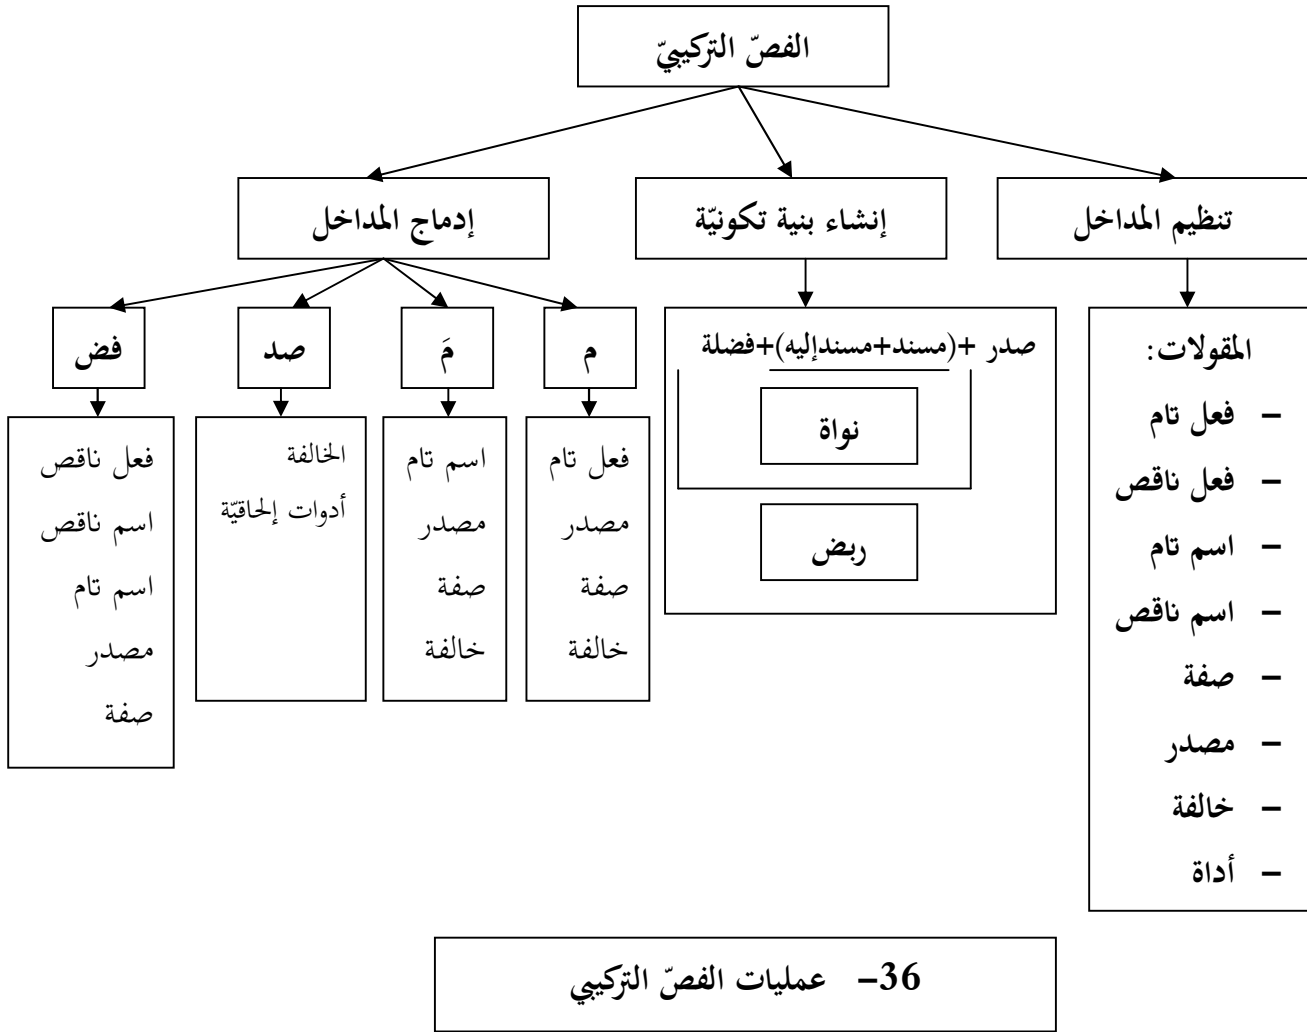 الفصّ التركيبيّ
تنظيم المداخل
إنشاء بنية تكونيّة
إدماج المداخل
المقولات:
– فعل تام
– فعل ناقص
– اسم تام
– اسم ناقص
– صفة
– مصدر
– خالفة
– أداة
صدر +(مسند+مسندإليه)+فضلة
نواة
ربض
م
مَ
صد
فض
فعل تام
مصدر
صفة
خالفة
اسم تام
مصدر
صفة
خالفة
الخالفة
أدوات إلحاقيّة
فعل ناقص
اسم ناقص
اسم تام
مصدر
صفة
36– عمليات الفصّ التركيبي